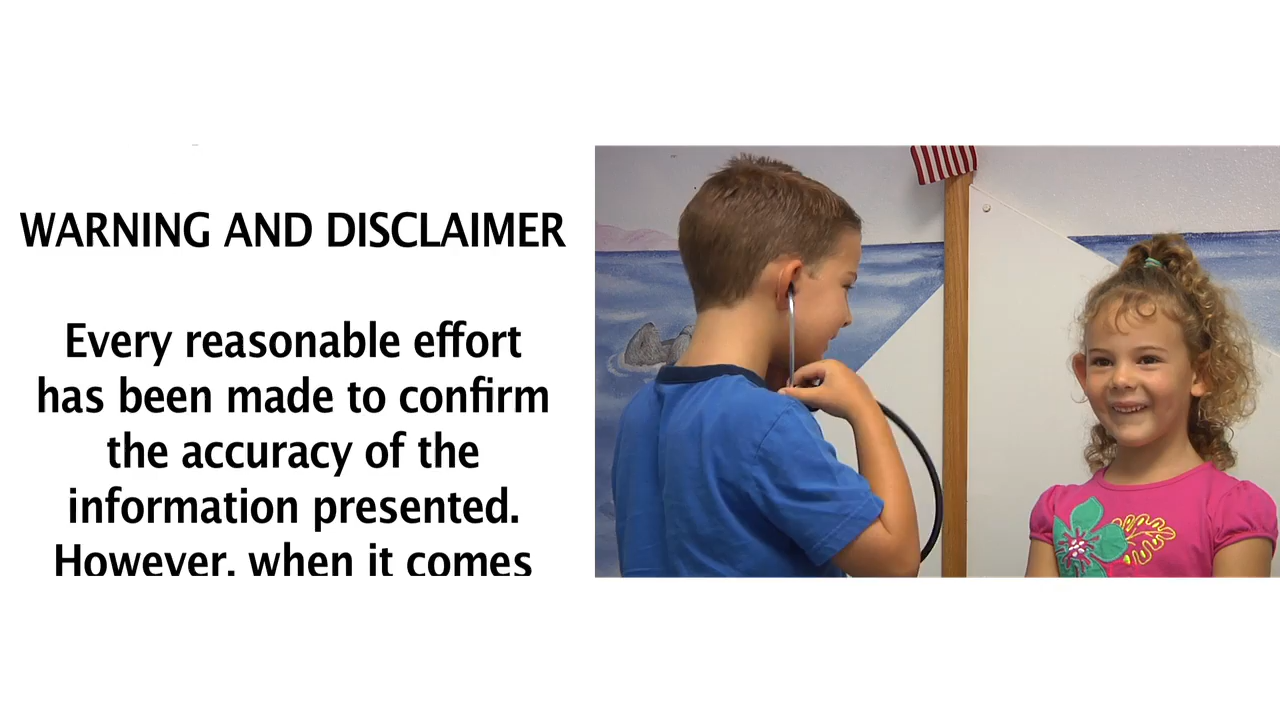 WARNING AND DISCLAIMER
Every reasonable effort
has been made to confirm
the accuracy of the
information presented.
However, when it comes